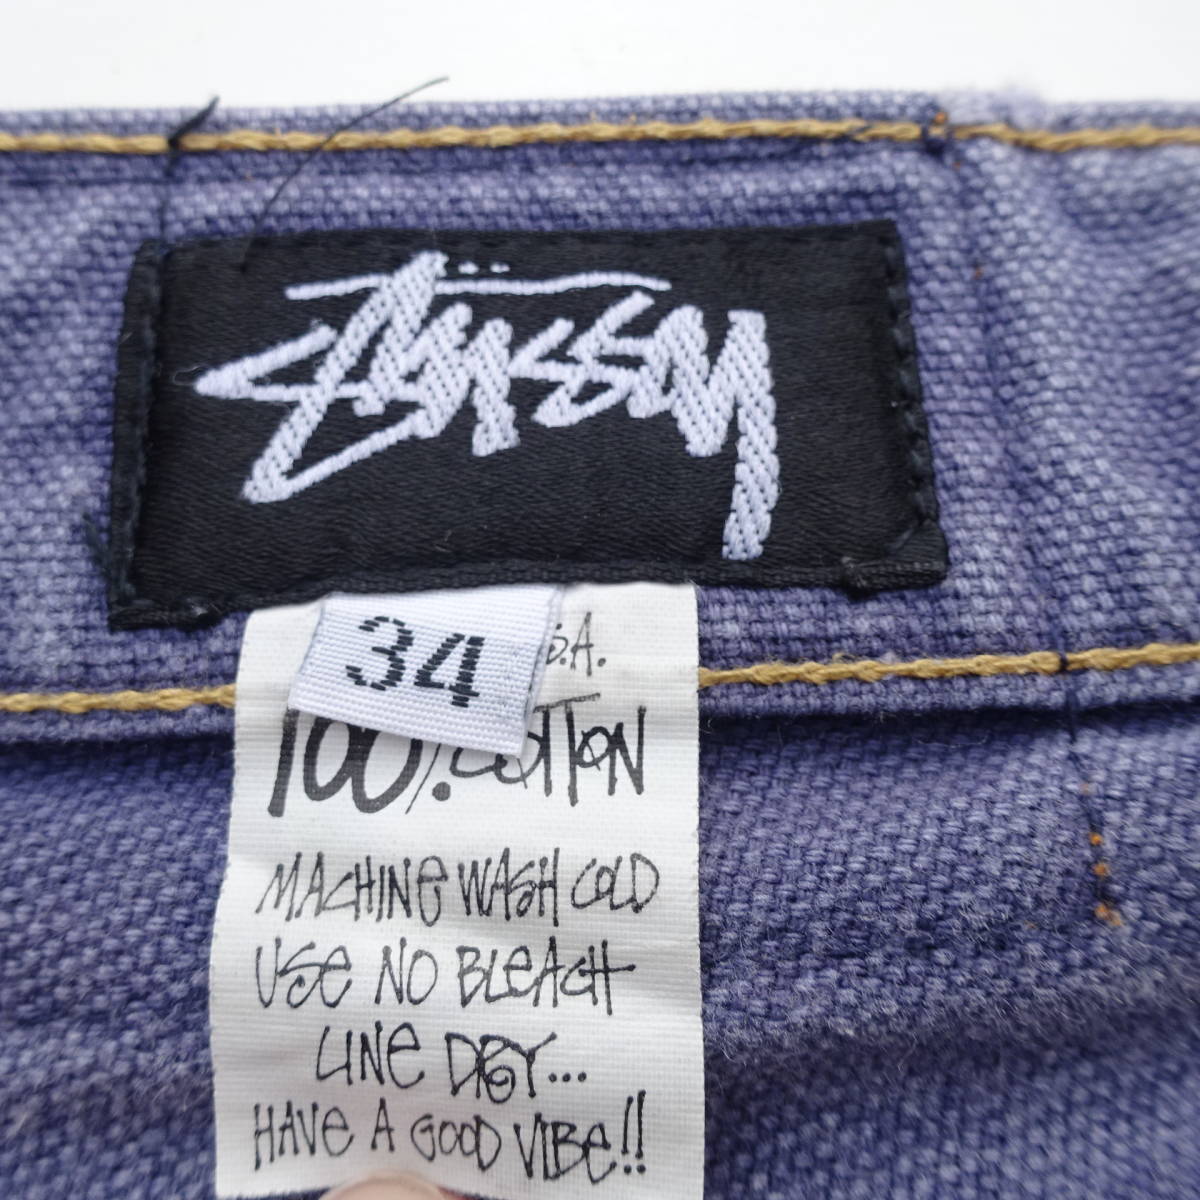 Stüssy
34
S.A.
100% COTTON
MACHINE WASH COLD
USE NO BLEACH
LINE DRY...
HAVE A GOOD VIBE!!